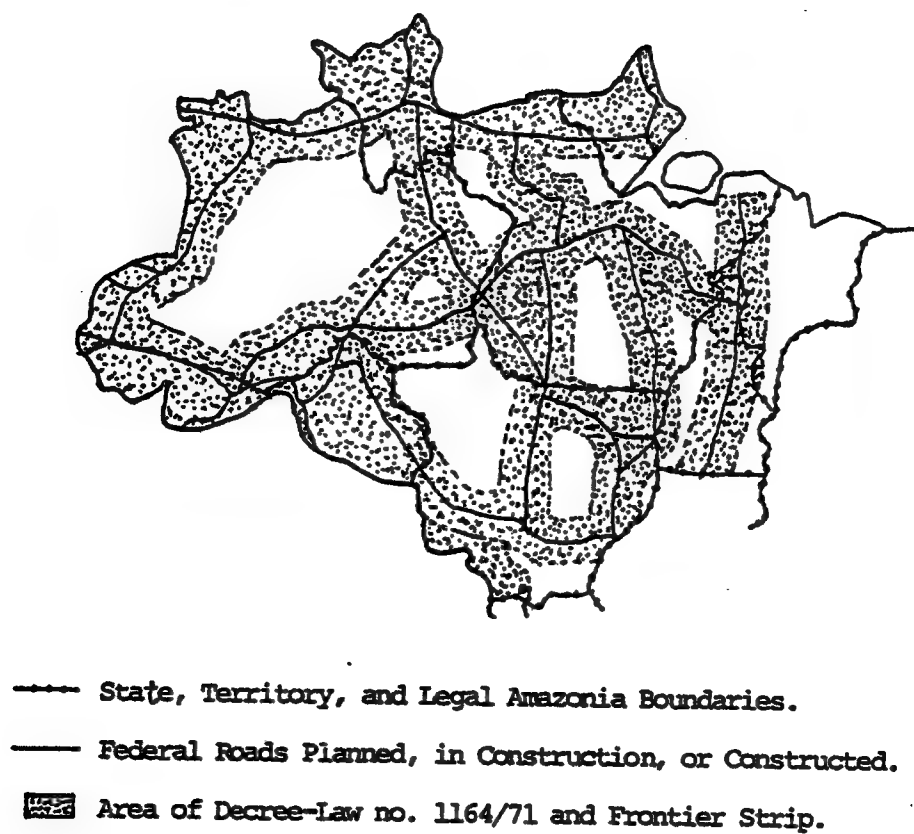 State, Territory, and Legal Amazonia Boundaries.
Federal Roads Planned, in Construction, or Constructed.
Area of Decree-Law no. 1164/71 and Frontier Strip.